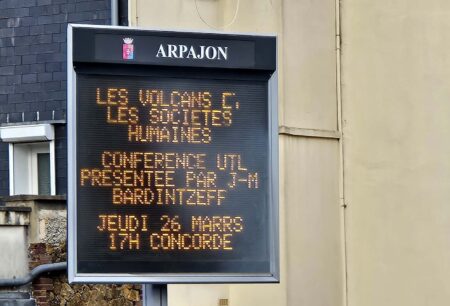 ARPAJON
LES VOLCANS E.
LES SOCIETES
HUMAINES
CONFERENCE UTL
PRESENTEE PAR J-M
BARDINTZEFF
JEUDI 26 MARRS
17H CONCORDE